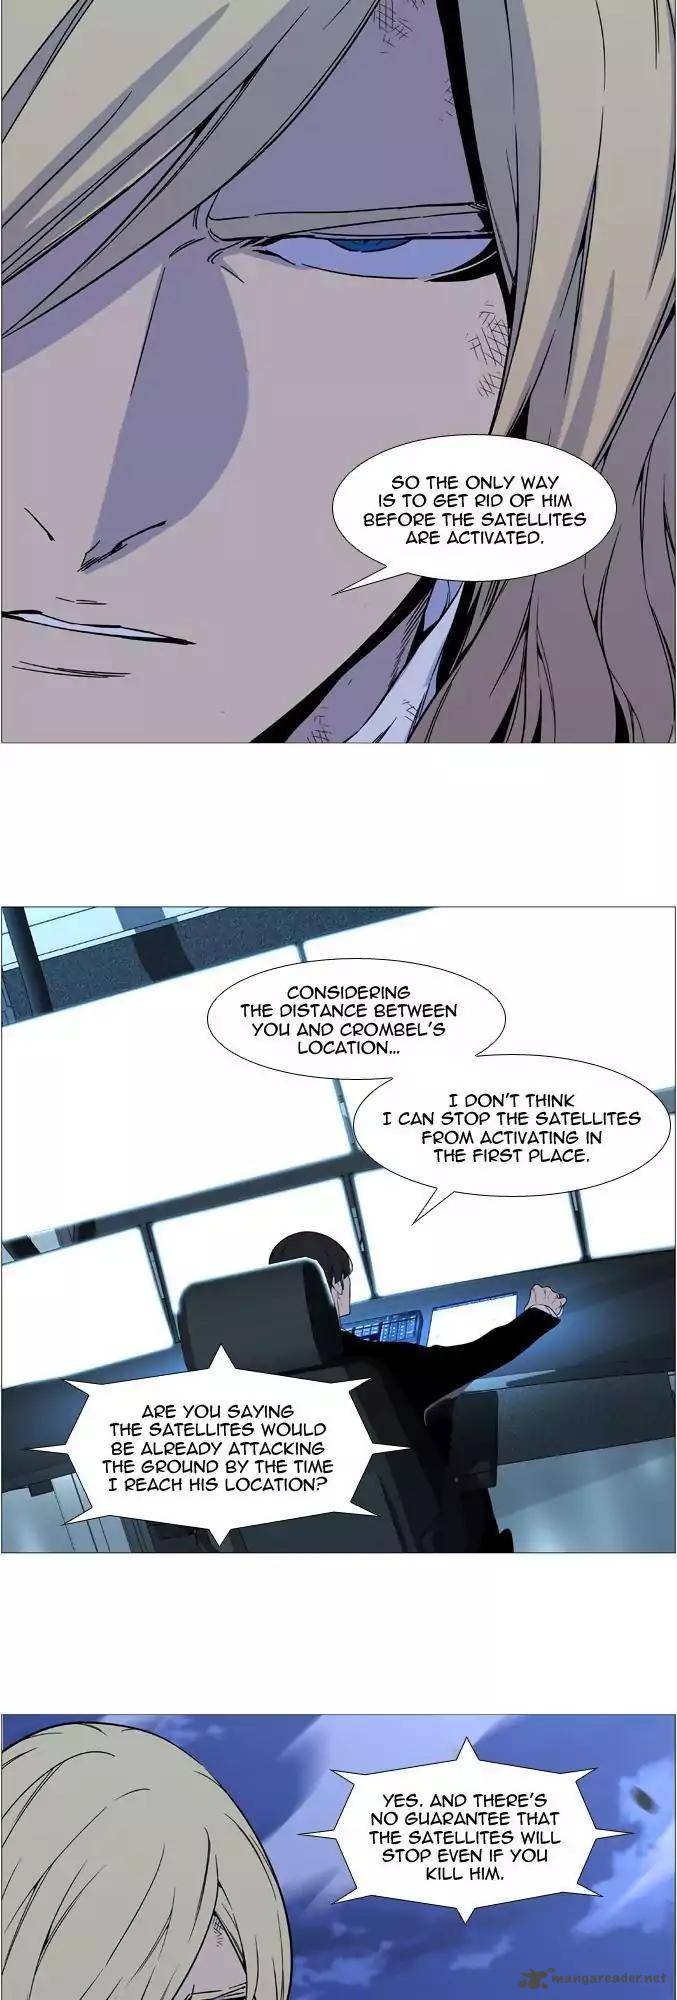 SO THE ONLY WAY
IS TO GET RID OF HIM
BEFORE THE SATELLITES
ARE ACTIVATED.
CONSIDERING
THE DISTANCE BETWEEN
YOU AND CROMBEL'S
LOCATION...
I DON'T THINK
I CAN STOP THE SATELLITES
FROM ACTIVATING IN
THE FIRST PLACE.
ARE YOU SAYING
THE SATELLITES WOULD
BE ALREADY ATTACKING
THE GROUND BY THE TIME
I REACH HIS LOCATION?
YES. AND THERE'S
NO GUARANTEE THAT
THE SATELLITES WILL
STOP EVEN IF YOU
KILL HIM.
mangareader.net